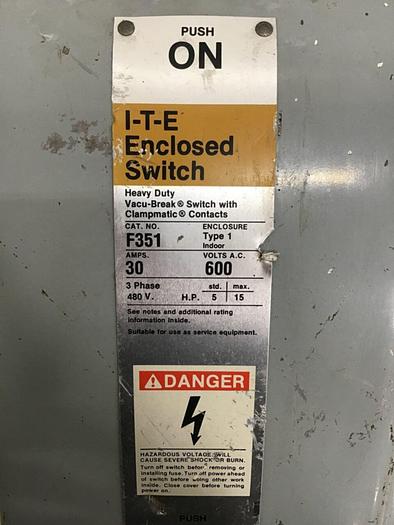 PUSH
ON
I-T-E
Enclosed
Switch
Heavy Duty
Vacu-Break® Switch with
Clampmatic® Contacts
CAT. NO. ENCLOSURE
F351 Type 1
Indoor
AMPS. VOLTS A.C.
30 600
3 Phase std. max.
480 V. H.P. 5 15
See notes and additional rating
information inside.
Suitable for use as service equipment.
DANGER
HAZARDOUS VOLTAGE WILL
CAUSE SEVERE SHOCK OR BURN.
Turn off switch before removing or
installing fuse. Turn off power ahead
of switch before doing other work
inside. Close cover before turning
power on.
PUSH